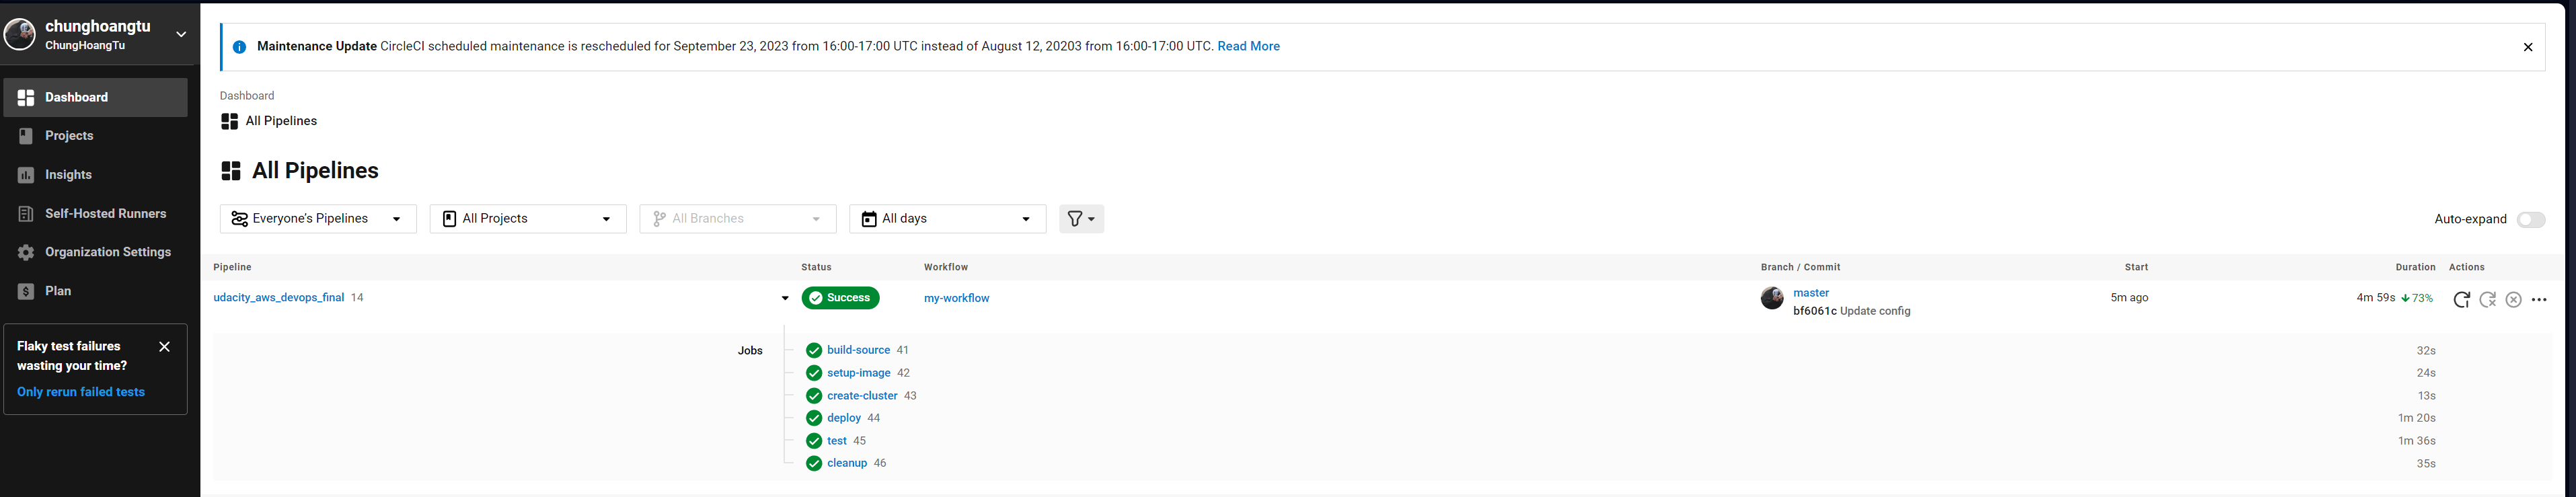 chunghoangtu
ChungHoangTu
Dashboard
Projects
Insights
Self-Hosted Runners
Organization Settings
Plan
Flaky test failures
wasting your time?
Only rerun failed tests
Maintenance Update CircleCI scheduled maintenance is rescheduled for September 23, 2023 from 16:00-17:00 UTC instead of August 12, 20203 from 16:00-17:00 UTC. Read More
Dashboard
All Pipelines
All Pipelines
Everyone's Pipelines All Projects All Branches All days Auto-expand
Pipeline Status Workflow Branch / Commit Start Duration Actions
udacity_aws_devops_final 14 Success my-workflow master 5m ago 4m 59s 73%
bf6061c Update config
Jobs build-source 41 32s
setup-image 42 24s
create-cluster 43 13s
deploy 44 1m 20s
test 45 1m 36s
cleanup 46 35s